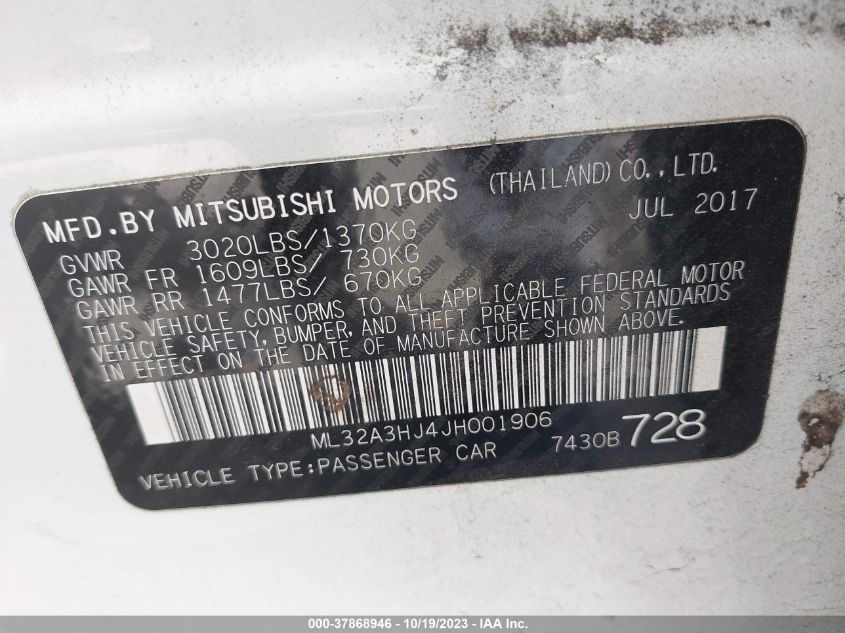 MFD.BY MITSUBISHI MOTORS (THAILAND) CO.,LTD.
JUL 2017
GVWR 3020LBS/1370KG
GAWR FR 1609LBS/ 730KG
GAWR RR 1477LBS/ 670KG
THIS VEHICLE CONFORMS TO ALL APPLICABLE FEDERAL MOTOR
VEHICLE SAFETY, BUMPER, AND THEFT PREVENTION STANDARDS
IN EFFECT ON THE DATE OF MANUFACTURE SHOWN ABOVE.
ML32A3HJ4JH001906
7430B 728
VEHICLE TYPE:PASSENGER CAR
000-37868946 - 10/19/2023 - IAA Inc.